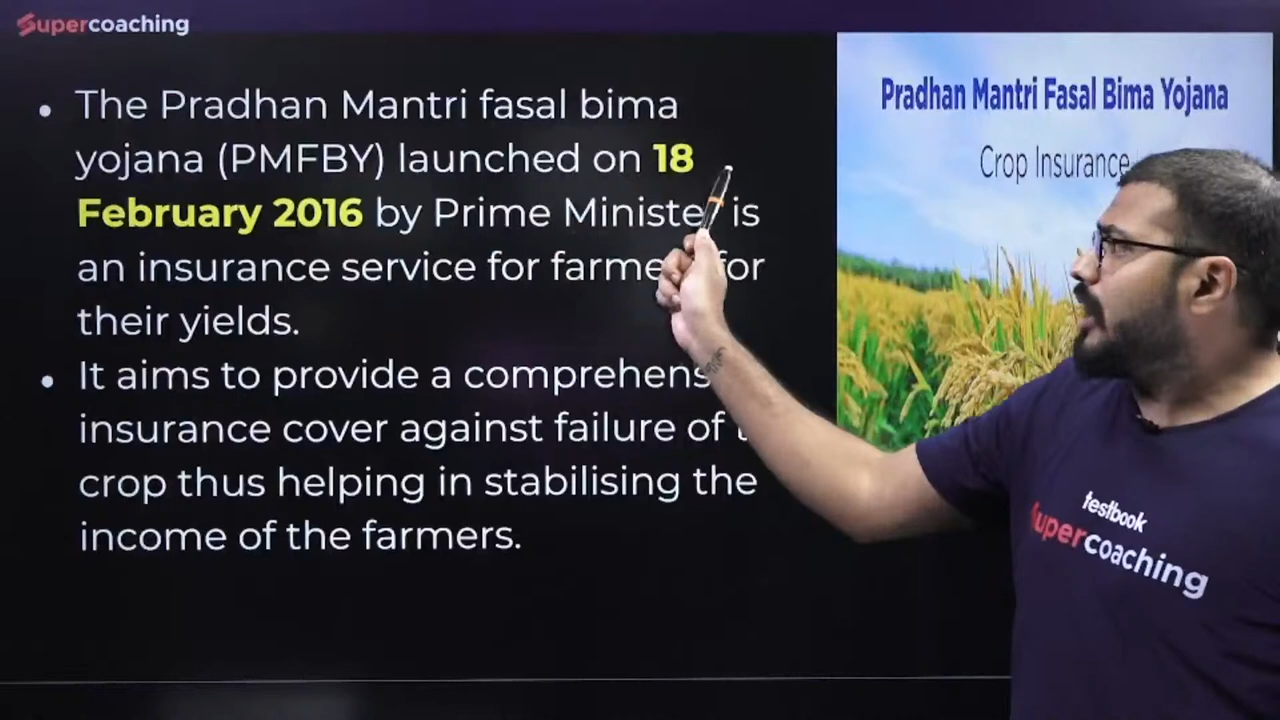 Supercoaching
• The Pradhan Mantri fasal bima
yojana (PMFBY) launched on 18
February 2016 by Prime Minister is
an insurance service for farmers for
their yields.
• It aims to provide a comprehens
insurance cover against failure of
crop thus helping in stabilising the
income of the farmers.
Pradhan Mantri Fasal Bima Yojana
Crop Insurance
testbook
Supercoaching